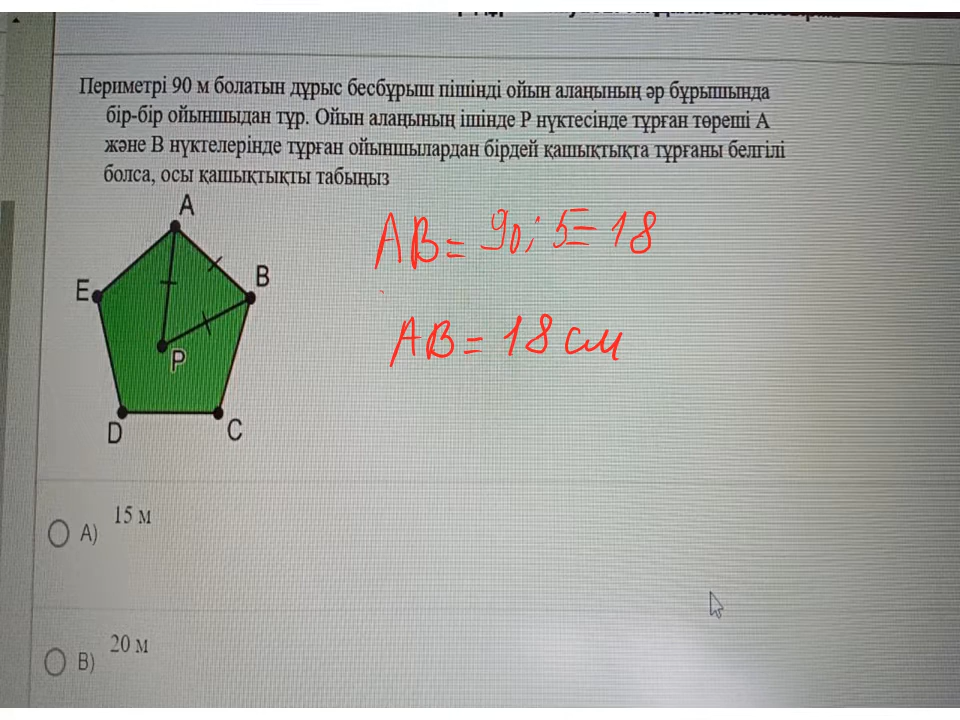 Периметрі 90 м болатын дұрыс бесбұрыш пішінді ойын алаңының әр бұрышында
бір-бір ойыншыдан тұр. Ойын алаңының ішінде P нүктесінде тұрған төреші А
және В нүктелерінде тұрған ойыншылардан бірдей қашықтықта тұрғаны белгілі
болса, осы қашықтықты табыңыз
A
B
E
P
D
C
AB = 90 : 5 = 18
AB = 18 см
A) 15 м
B) 20 м